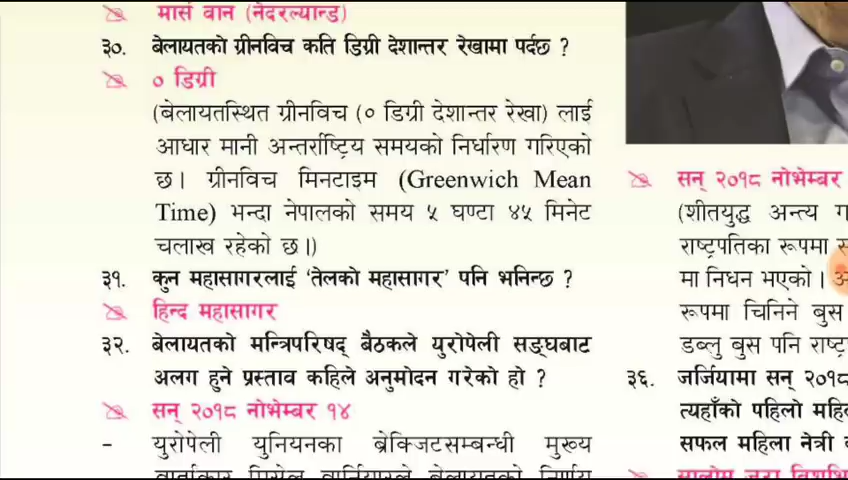 मार्स वान (नेदरल्यान्ड)
३०. बेलायतको ग्रीनविच कति डिग्री देशान्तर रेखामा पर्दछ ?
० डिग्री
(बेलायतस्थित ग्रीनविच (० डिग्री देशान्तर रेखा) लाई
आधार मानी अन्तर्राष्ट्रिय समयको निर्धारण गरिएको
छ। ग्रीनविच मिनटाइम (Greenwich Mean
Time) भन्दा नेपालको समय ५ घण्टा ४५ मिनेट
चलाख रहेको छ।)
३१. कुन महासागरलाई ‘तेलको महासागर’ पनि भनिन्छ ?
हिन्द महासागर
३२. बेलायतको मन्त्रिपरिषद् बैठकले युरोपेली सङ्घबाट
अलग हुने प्रस्ताव कहिले अनुमोदन गरेको हो ?
सन् २०१८ नोभेम्बर १४
– युरोपेली युनियनका ब्रेक्जिटसम्बन्धी मुख्य
सन् २०१८ नोभेम्बर
(शीतयुद्ध अन्त्य
राष्ट्रपतिका रूपमा
मा निधन भएको।
रूपमा चिनिने बुस
डब्लु बुस पनि
३६. जर्जियामा सन् २०१८
त्यहाँको पहिलो
सफल महिला नेत्री